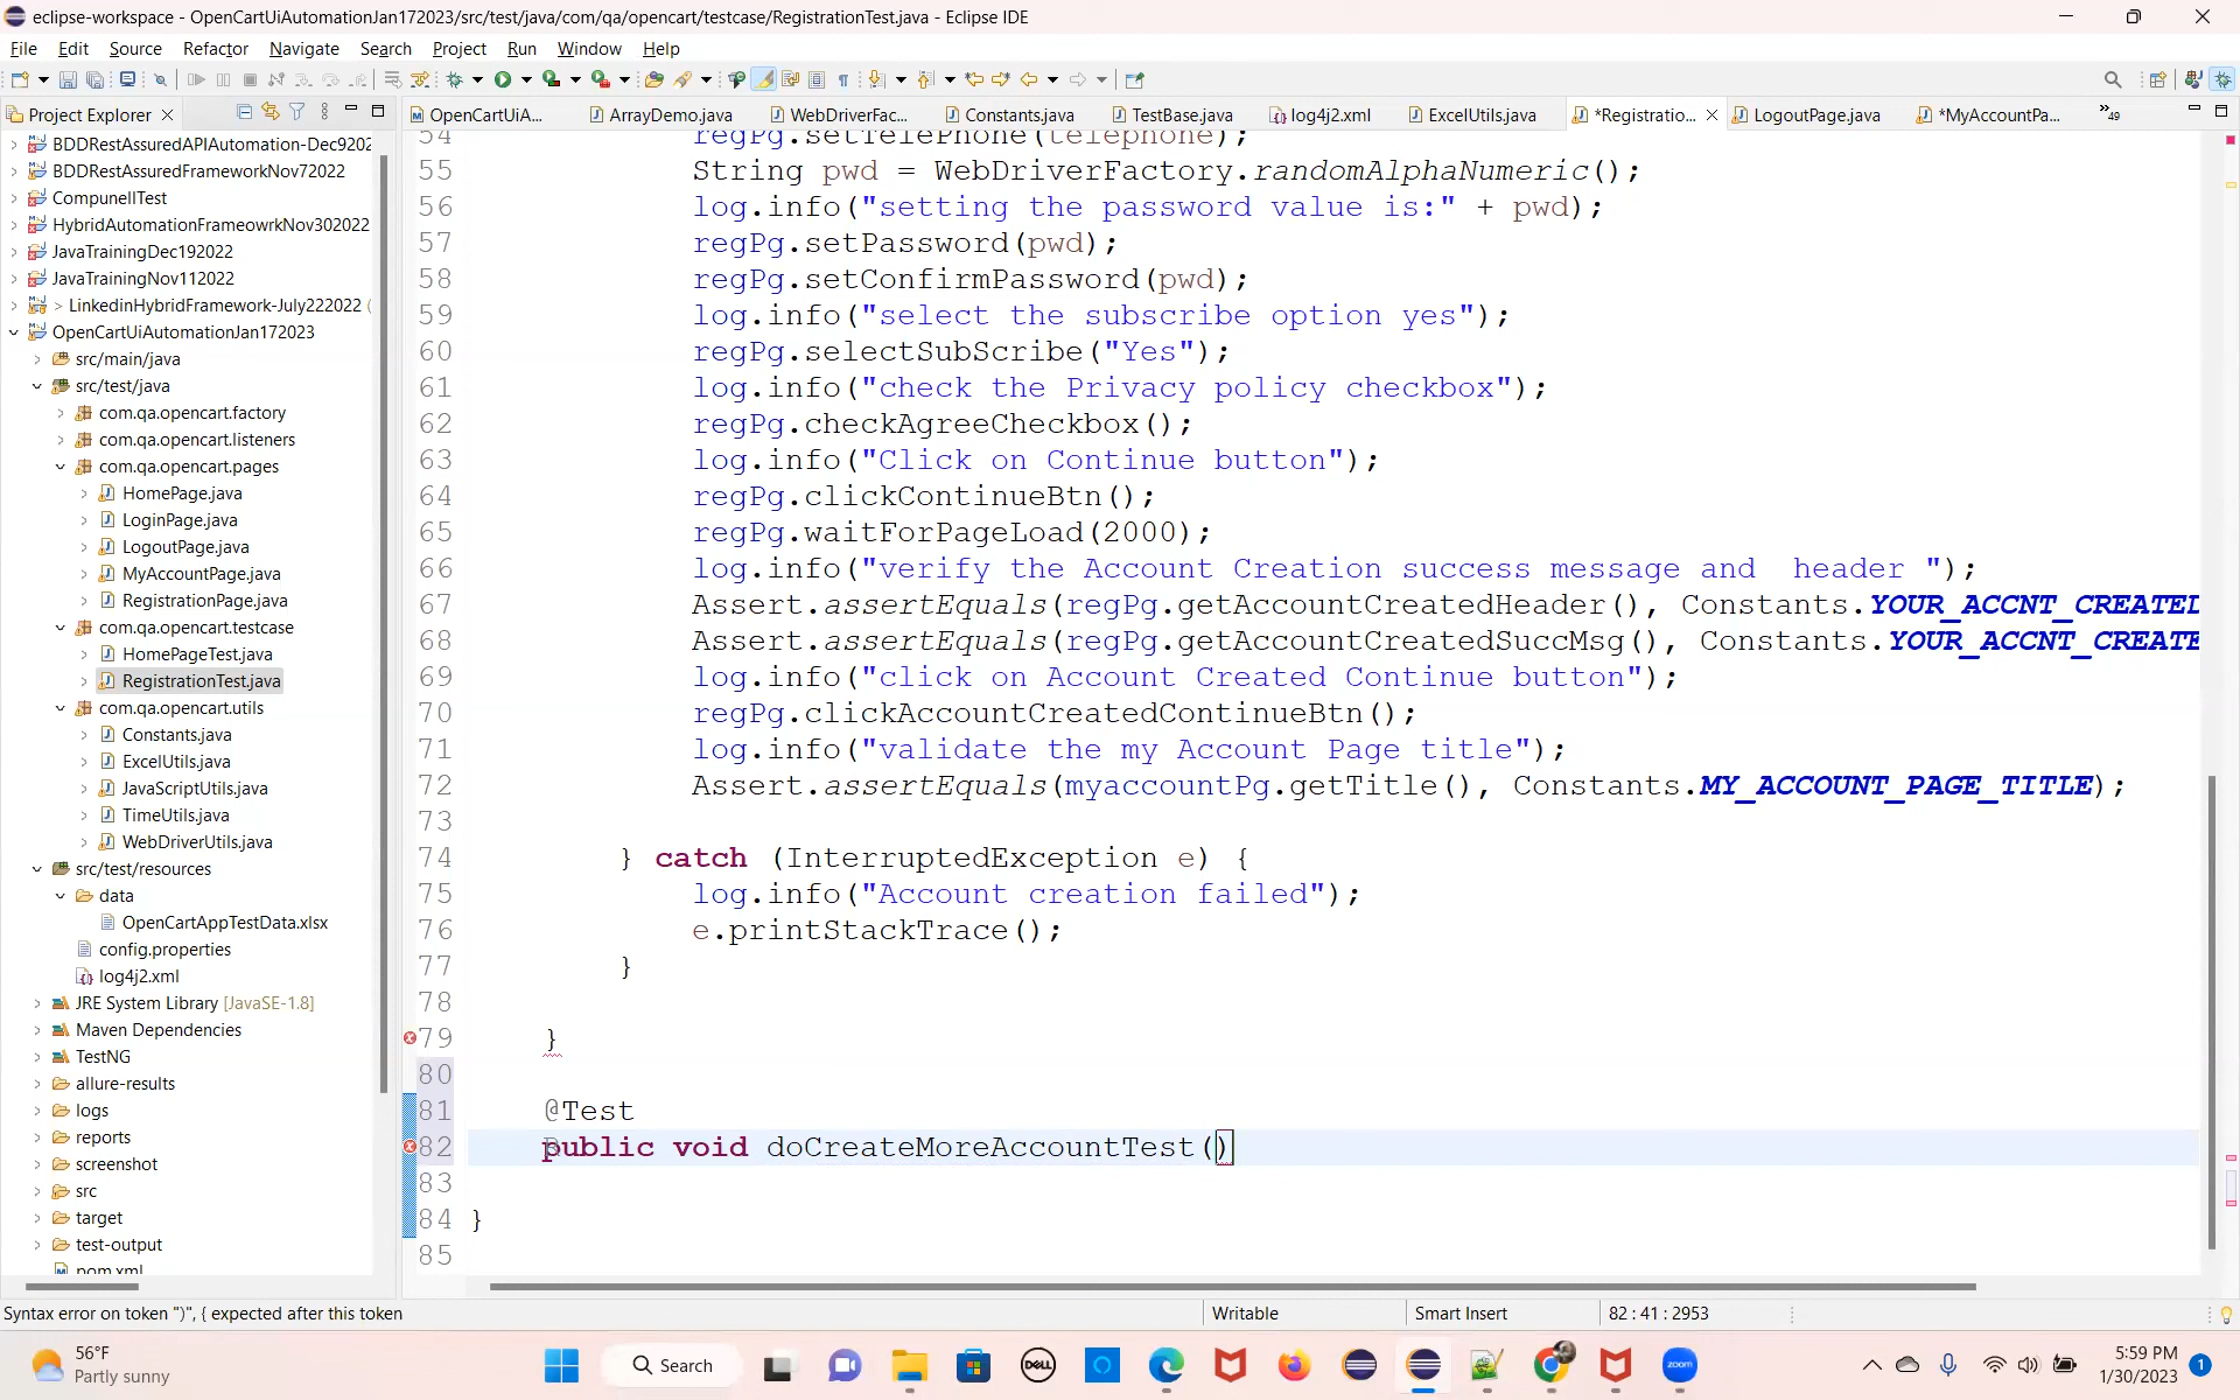 eclipse-workspace - OpenCartUiAutomationJan172023/src/test/java/com/qa/opencart/testcase/RegistrationTest.java - Eclipse IDE
File Edit Source Refactor Navigate Search Project Run Window Help
Project Explorer
OpenCartUiA... ArrayDemo.java WebDriverFac... Constants.java TestBase.java log4j2.xml ExcelUtils.java *Registratio... LogoutPage.java *MyAccountPa... »49
BDDRestAssuredAPIAutomation-Dec9202
BDDRestAssuredFrameworkNov72022
CompunellTest
HybridAutomationFrameowrkNov302022
JavaTrainingDec192022
JavaTrainingNov112022
> LinkedinHybridFramework-July222022 (
OpenCartUiAutomationJan172023
src/main/java
src/test/java
com.qa.opencart.factory
com.qa.opencart.listeners
com.qa.opencart.pages
HomePage.java
LoginPage.java
LogoutPage.java
MyAccountPage.java
RegistrationPage.java
com.qa.opencart.testcase
HomePageTest.java
RegistrationTest.java
com.qa.opencart.utils
Constants.java
ExcelUtils.java
JavaScriptUtils.java
TimeUtils.java
WebDriverUtils.java
src/test/resources
data
OpenCartAppTestData.xlsx
config.properties
log4j2.xml
JRE System Library [JavaSE-1.8]
Maven Dependencies
TestNG
allure-results
logs
reports
screenshot
src
target
test-output
pom.xml
54 regPg.setTelePhone(telephone);
55 String pwd = WebDriverFactory.randomAlphaNumeric();
56 log.info("setting the password value is:" + pwd);
57 regPg.setPassword(pwd);
58 regPg.setConfirmPassword(pwd);
59 log.info("select the subscribe option yes");
60 regPg.selectSubScribe("Yes");
61 log.info("check the Privacy policy checkbox");
62 regPg.checkAgreeCheckbox();
63 log.info("Click on Continue button");
64 regPg.clickContinueBtn();
65 regPg.waitForPageLoad(2000);
66 log.info("verify the Account Creation success message and  header ");
67 Assert.assertEquals(regPg.getAccountCreatedHeader(), Constants.YOUR_ACCNT_CREATED
68 Assert.assertEquals(regPg.getAccountCreatedSuccMsg(), Constants.YOUR_ACCNT_CREATE
69 log.info("click on Account Created Continue button");
70 regPg.clickAccountCreatedContinueBtn();
71 log.info("validate the my Account Page title");
72 Assert.assertEquals(myaccountPg.getTitle(), Constants.MY_ACCOUNT_PAGE_TITLE);
73
74 } catch (InterruptedException e) {
75 log.info("Account creation failed");
76 e.printStackTrace();
77 }
78
79 }
80
81 @Test
82 public void doCreateMoreAccountTest()
83
84 }
85
Syntax error on token ")", { expected after this token
Writable Smart Insert 82 : 41 : 2953
56°F
Partly sunny
Search
DELL
zoom
5:59 PM
1/30/2023
1